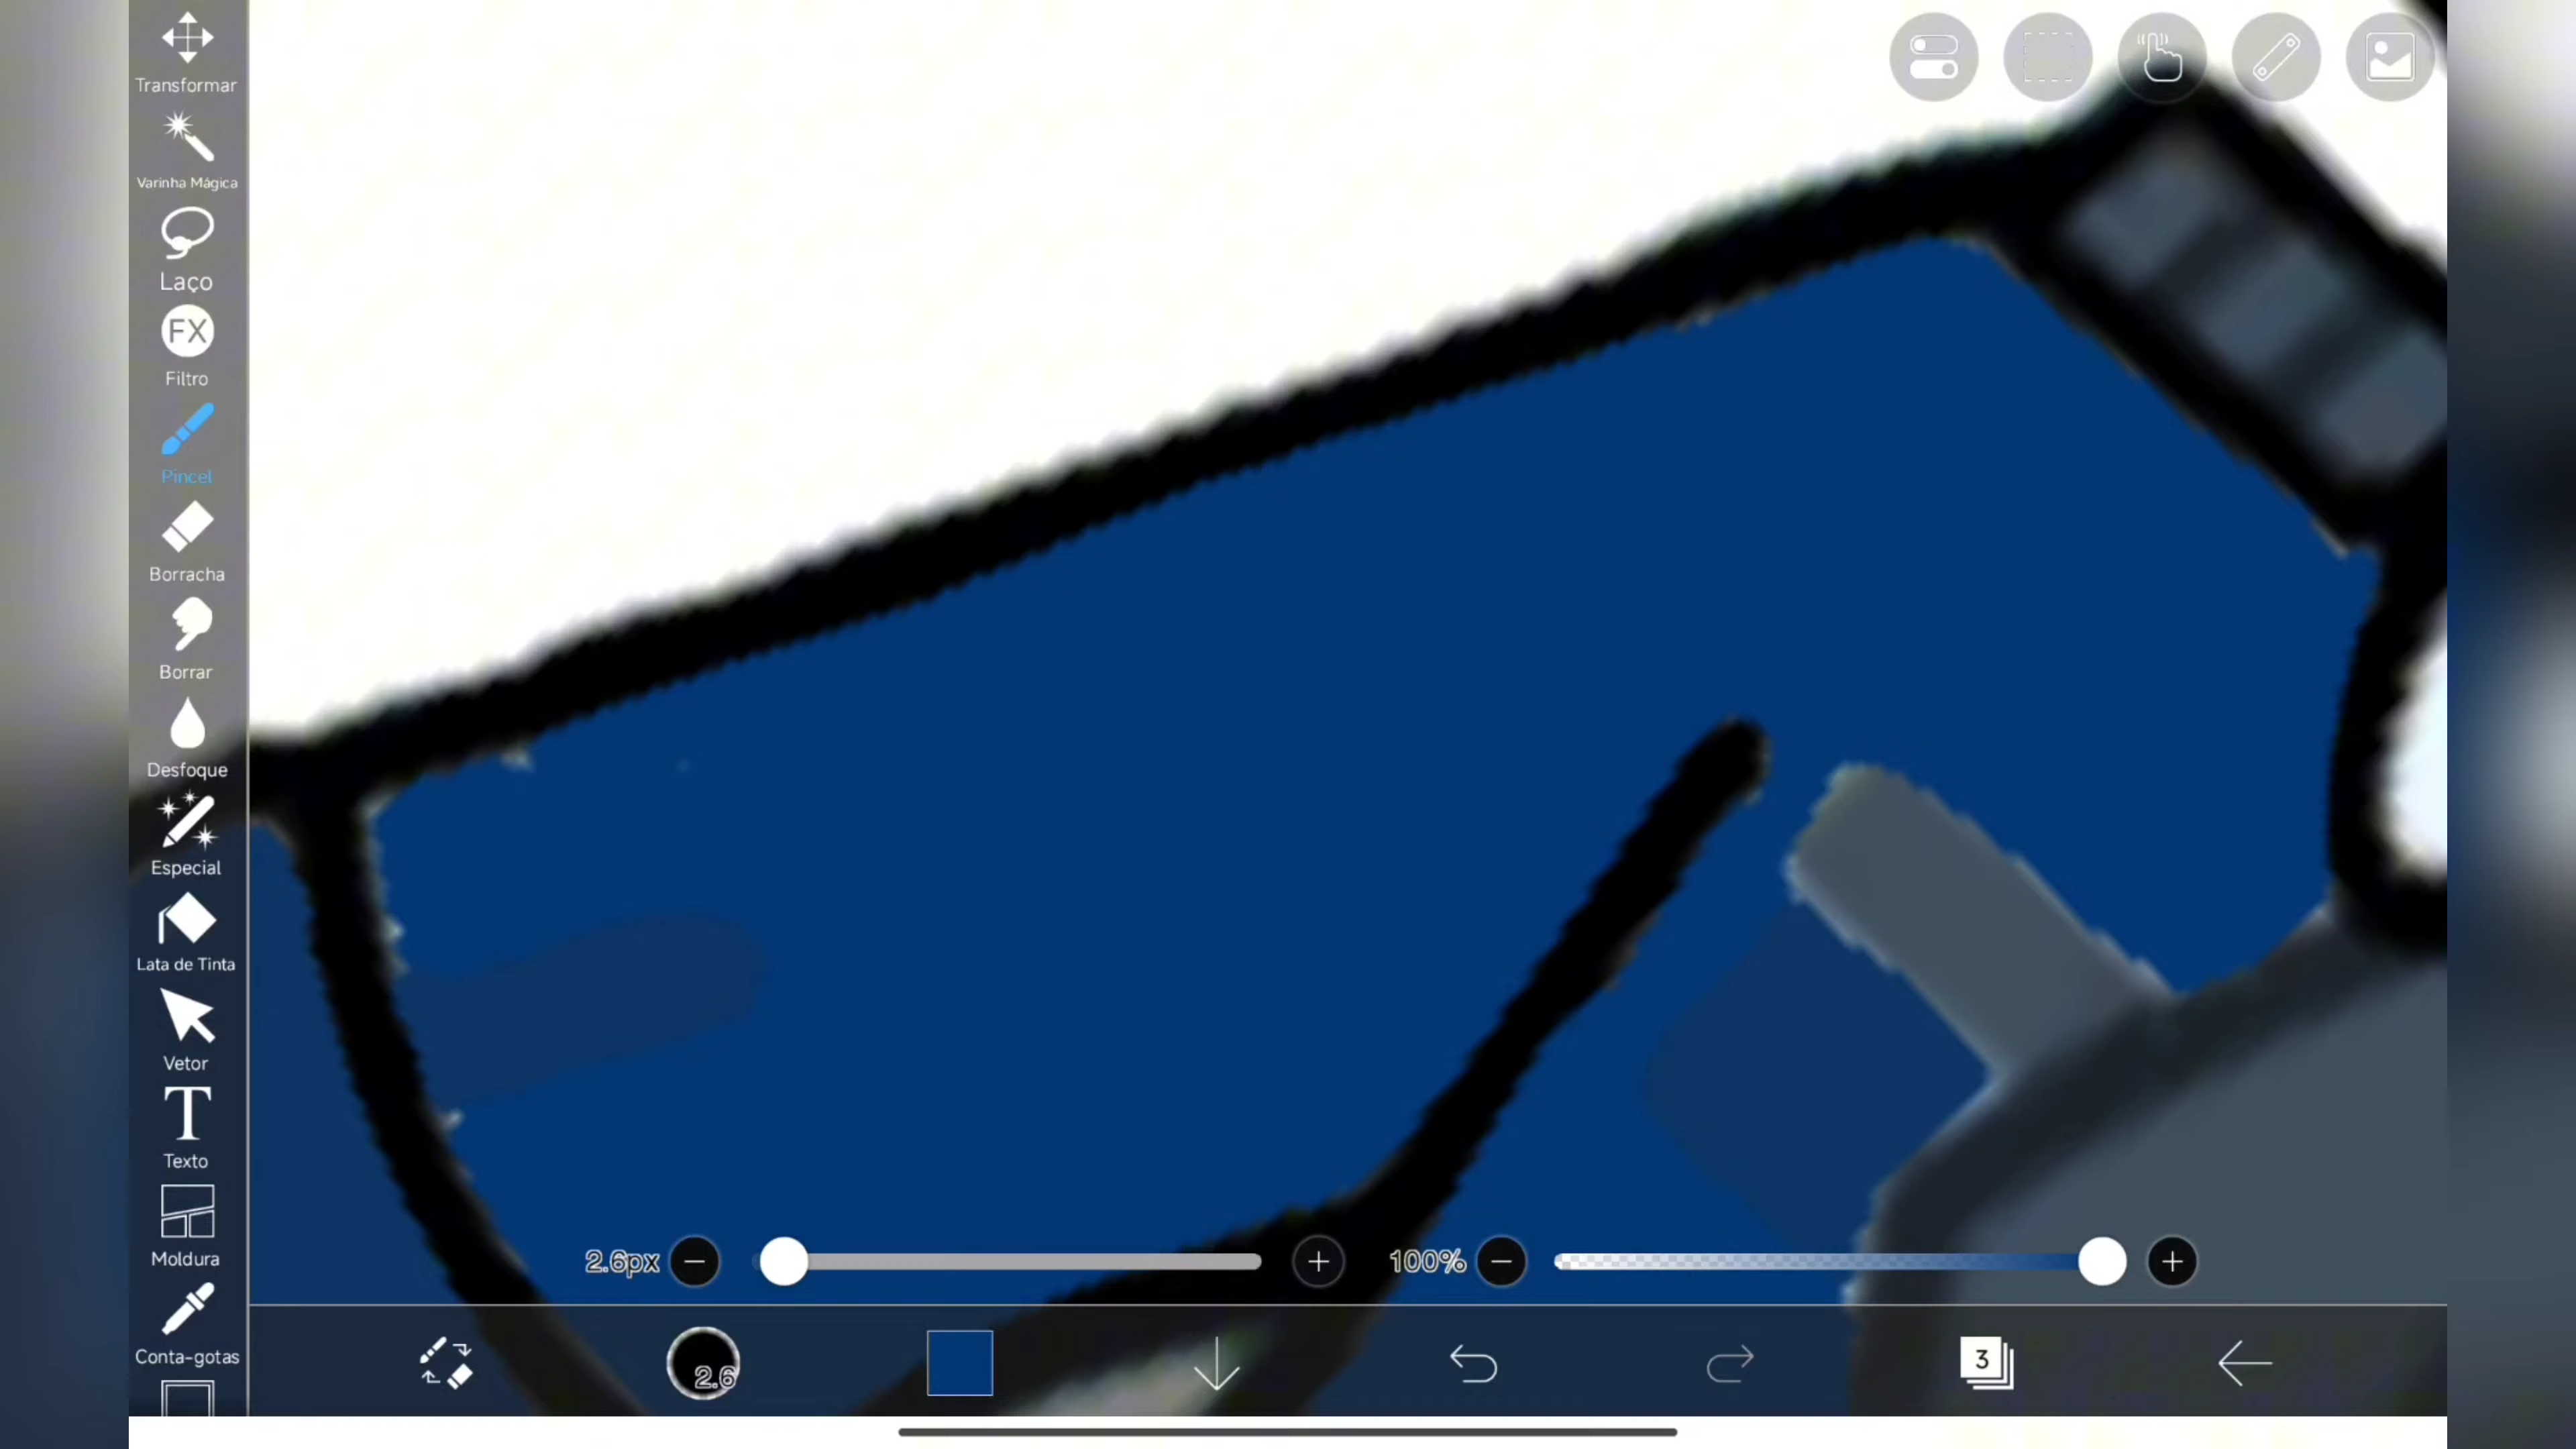 Transformar
Varinha Mágica
Laço
FX
Filtro
Pincel
Borracha
Borrar
Desfoque
Especial
Lata de Tinta
Vetor
T
Texto
Moldura
Conta-gotas
2.6px
100%
2.6
3